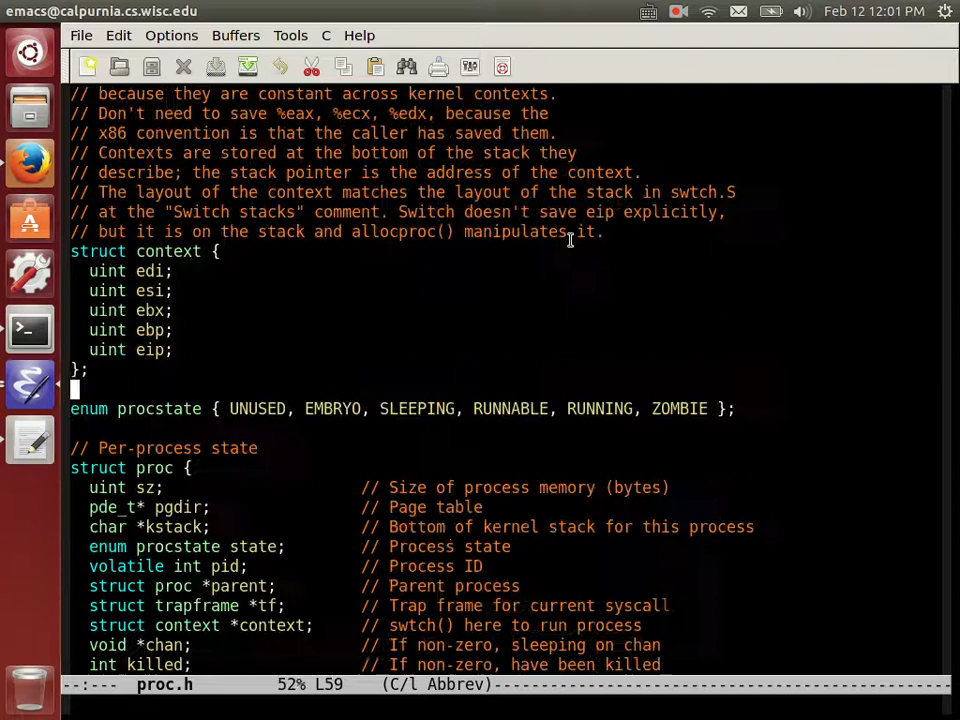 emacs@calpurnia.cs.wisc.edu
Feb 12 12:01 PM
File Edit Options Buffers Tools C Help
// because they are constant across kernel contexts.
// Don't need to save %eax, %ecx, %edx, because the
// x86 convention is that the caller has saved them.
// Contexts are stored at the bottom of the stack they
// describe; the stack pointer is the address of the context.
// The layout of the context matches the layout of the stack in swtch.S
// at the "Switch stacks" comment. Switch doesn't save eip explicitly,
// but it is on the stack and allocproc() manipulates it.
struct context {
  uint edi;
  uint esi;
  uint ebx;
  uint ebp;
  uint eip;
};
enum procstate { UNUSED, EMBRYO, SLEEPING, RUNNABLE, RUNNING, ZOMBIE };
// Per-process state
struct proc {
  uint sz;                     // Size of process memory (bytes)
  pde_t* pgdir;                // Page table
  char *kstack;                // Bottom of kernel stack for this process
  enum procstate state;        // Process state
  volatile int pid;            // Process ID
  struct proc *parent;         // Parent process
  struct trapframe *tf;        // Trap frame for current syscall
  struct context *context;     // swtch() here to run process
  void *chan;                  // If non-zero, sleeping on chan
  int killed;                  // If non-zero, have been killed
--:---  proc.h         52% L59    (C/l Abbrev)-------------------------------------------------